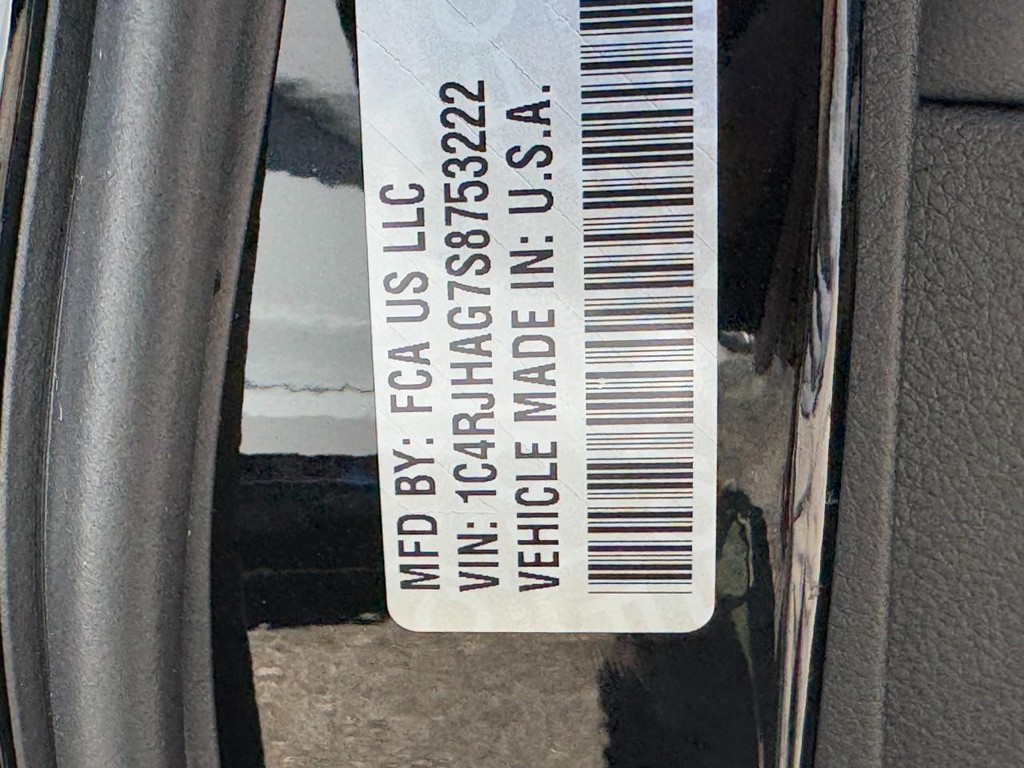 MFD BY: FCA US LLC
VIN: 1C4RJHAG7S8753222
VEHICLE MADE IN: U.S.A.